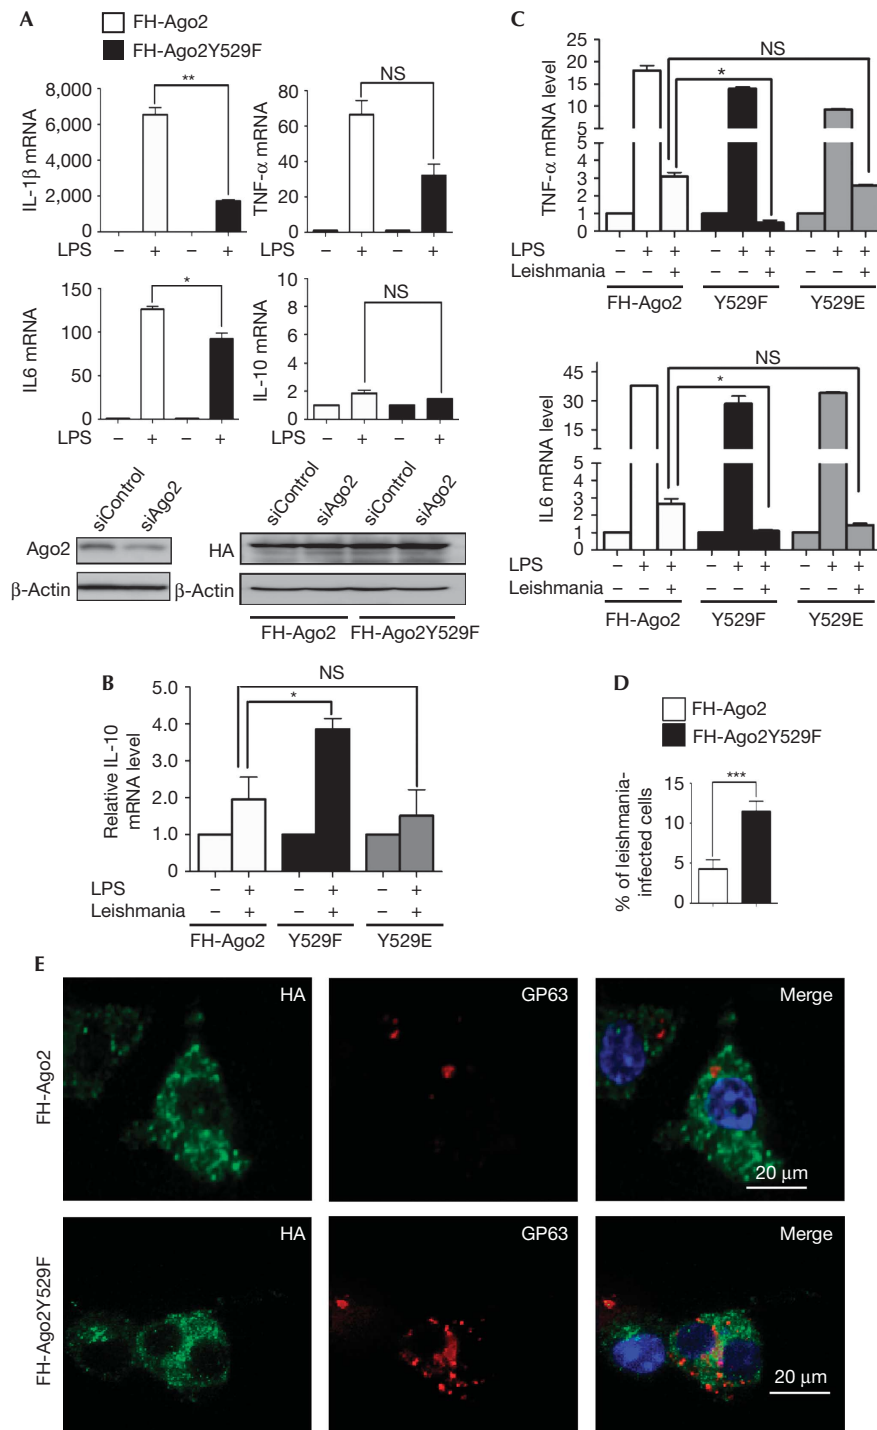 A
FH-Ago2
FH-Ago2Y529F
IL-1β mRNA
8,000
6,000
4,000
2,000
0
**
LPS
–
+
–
+
TNF-α mRNA
80
60
40
20
0
NS
LPS
–
+
–
+
IL6 mRNA
150
100
50
0
*
LPS
–
+
–
+
IL-10 mRNA
10
8
6
4
2
0
NS
LPS
–
+
–
+
siControl
siAgo2
Ago2
β-Actin
siControl
siAgo2
siControl
siAgo2
HA
β-Actin
FH-Ago2
FH-Ago2Y529F
B
Relative IL-10
mRNA level
5.0
4.0
3.0
2.0
1.0
0
NS
*
LPS – + – + – +
Leishmania – + – + – +
FH-Ago2
Y529F
Y529E
C
TNF-α mRNA level
25
20
15
10
5
4
3
2
1
0
NS
*
LPS – + + – + + – + +
Leishmania – – + – – + – – +
FH-Ago2
Y529F
Y529E
IL6 mRNA level
45
30
15
5
4
3
2
1
0
NS
*
LPS – + + – + + – + +
Leishmania – – + – – + – – +
FH-Ago2
Y529F
Y529E
D
FH-Ago2
FH-Ago2Y529F
% of leishmania-
infected cells
15
10
5
0
***
E
FH-Ago2
HA
GP63
Merge
20 μm
FH-Ago2Y529F
HA
GP63
Merge
20 μm